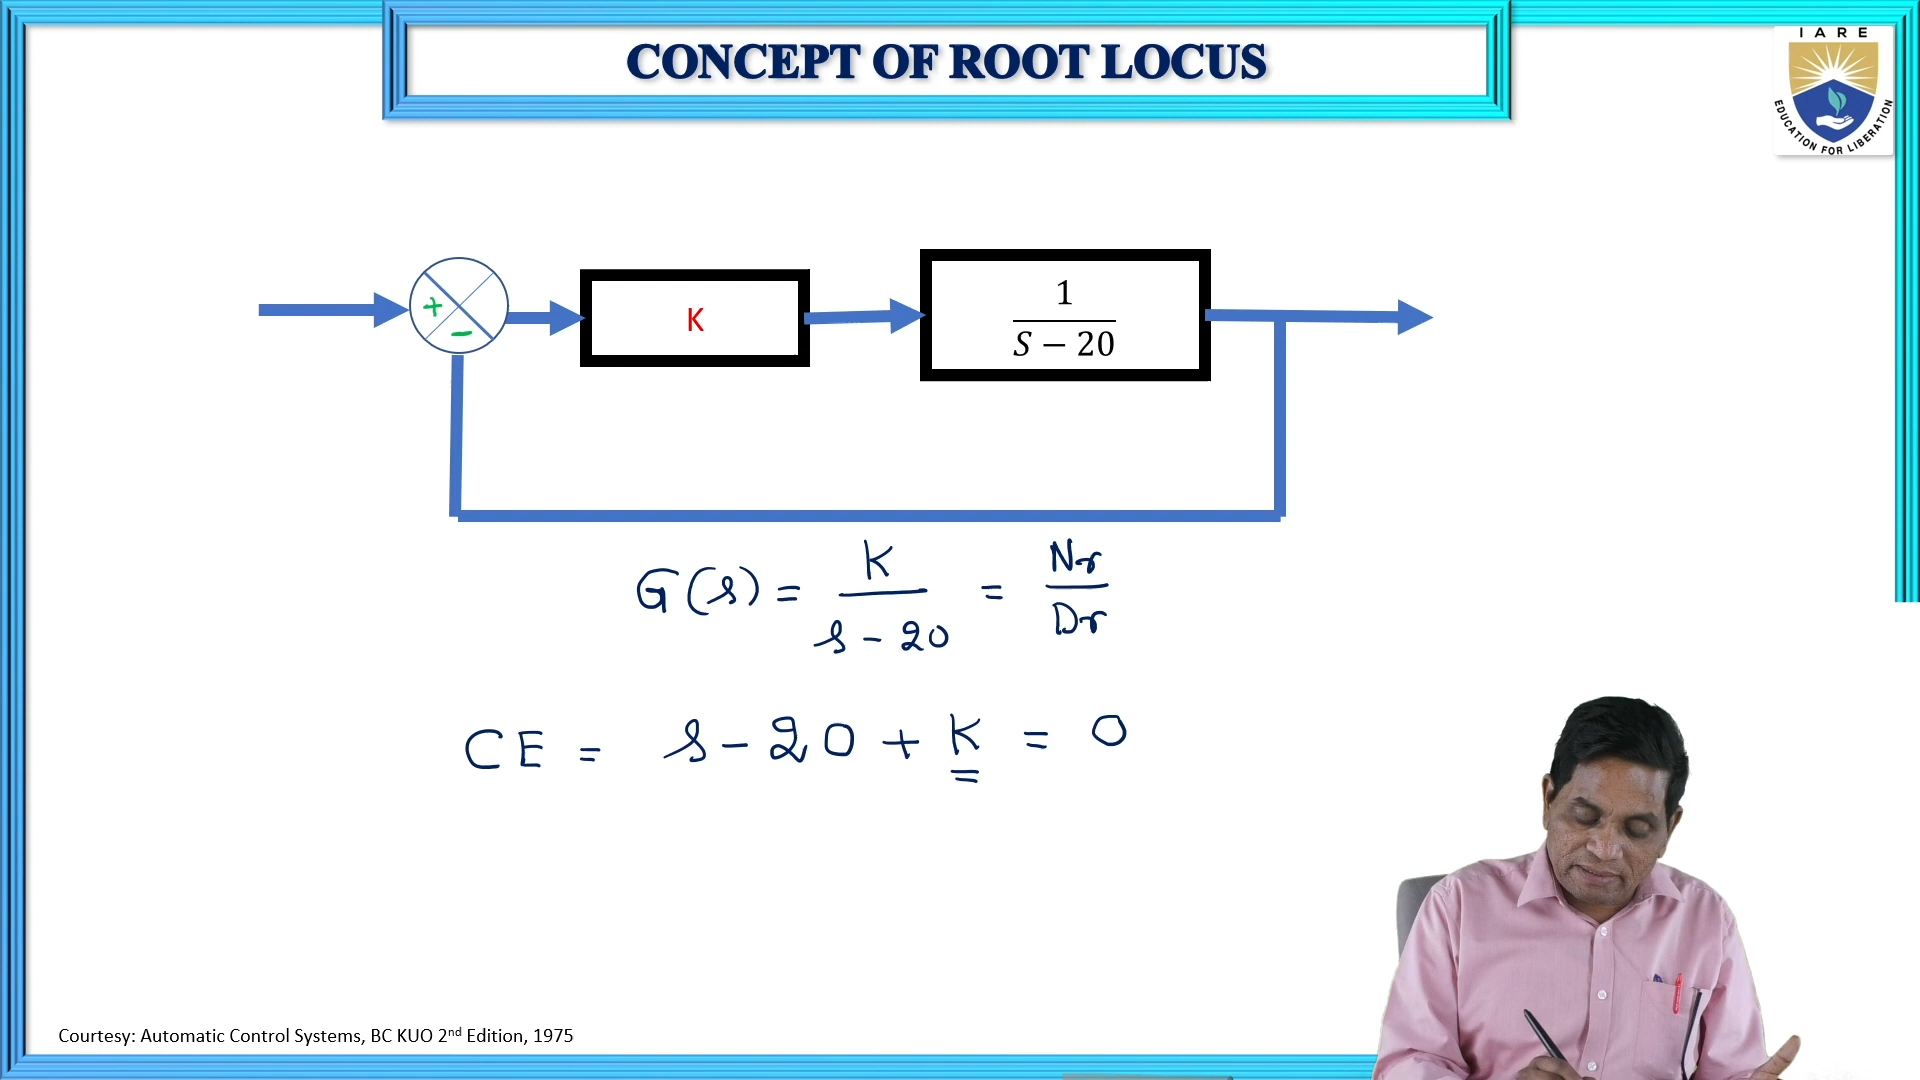 CONCEPT OF ROOT LOCUS
IARE
EDUCATION FOR LIBERATION
+
−
K
1
S − 20
G(s) = K / s - 20 = Nr / Dr
CE = s - 20 + K = 0
Courtesy: Automatic Control Systems, BC KUO 2nd Edition, 1975